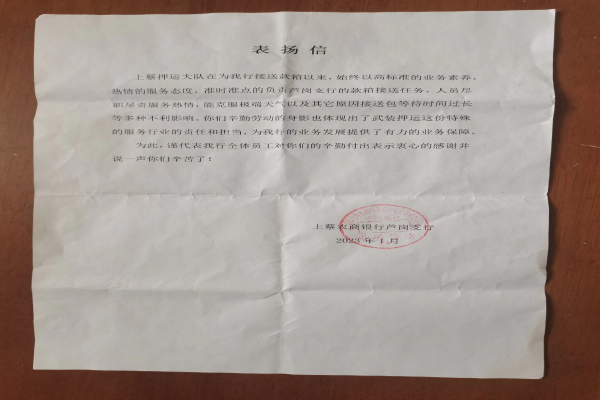 表扬信
上蔡押运大队在为我行接送款箱以来，始终以高标准的业务素养，
热情的服务态度，准时准点的负责芦岗支行的款箱接送任务，人员尽
职尽责服务热情，能克服极端天气以及其它原因接送包等待时间过长
等多种不利影响。你们辛勤劳动的身影也体现出了武装押运这份特殊
的服务行业的责任和担当，为我行的业务发展提供了有力的业务保障。
为此，谨代表我行全体员工对你们的辛勤付出表示衷心的感谢并
说一声你们辛苦了！
上蔡农商银行芦岗支行
2023年1月